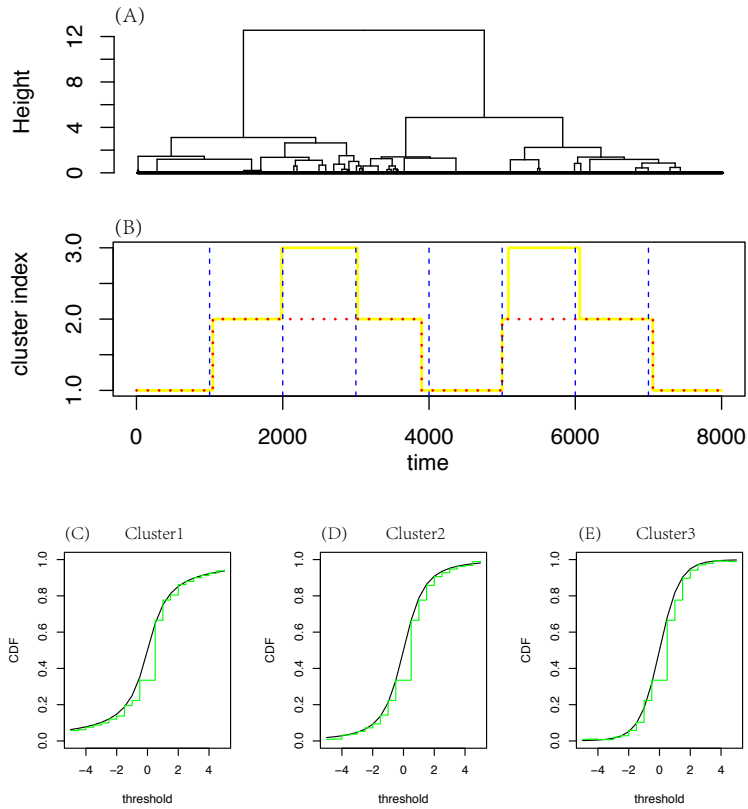 (A)
Height
12
8
4
0
(B)
cluster index
3.0
2.0
1.0
0 2000 4000 6000 8000
time
(C) Cluster1
CDF
1.0
0.8
0.6
0.4
0.2
0.0
−4 −2 0 2 4
threshold
(D) Cluster2
CDF
1.0
0.8
0.6
0.4
0.2
0.0
−4 −2 0 2 4
threshold
(E) Cluster3
CDF
1.0
0.8
0.6
0.4
0.2
0.0
−4 −2 0 2 4
threshold